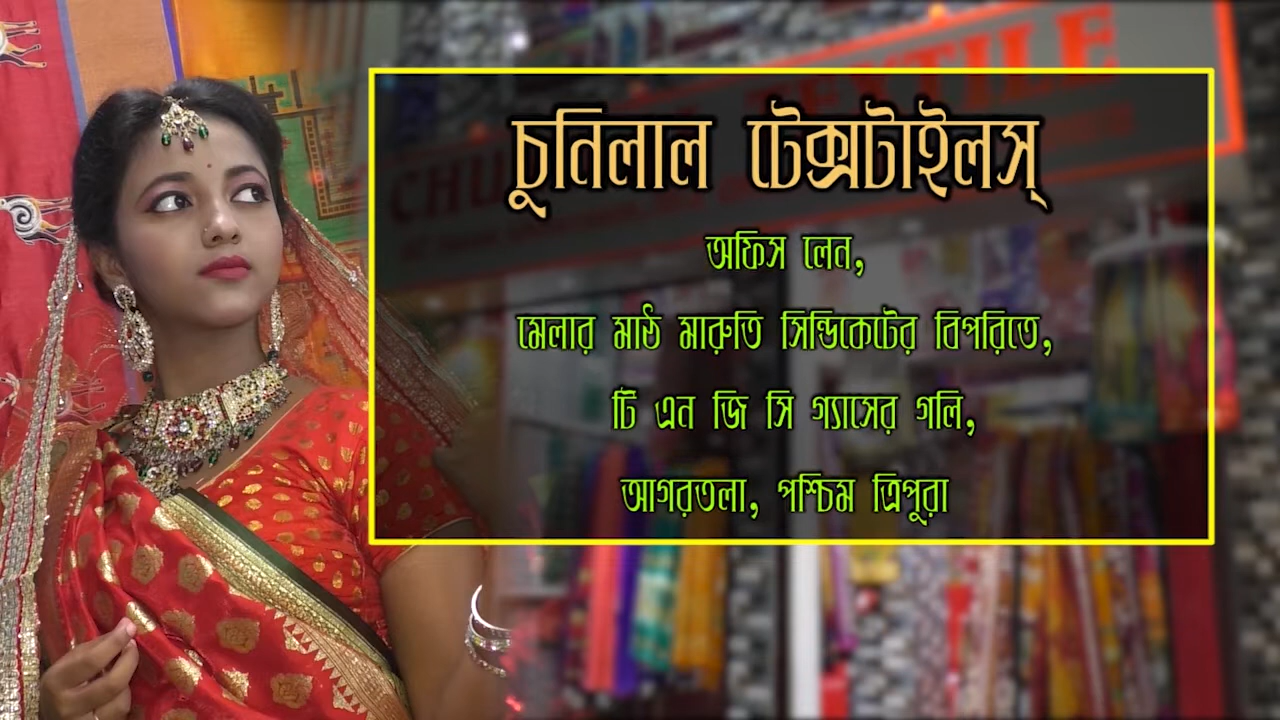 চুনিলাল টেক্সটাইলস্
অফিস লেন,
মেলার মাঠ মারুতি সিন্ডিকেটের বিপরিতে,
টি এন জি সি গ্যাসের গলি,
আগরতলা, পশ্চিম ত্রিপুরা